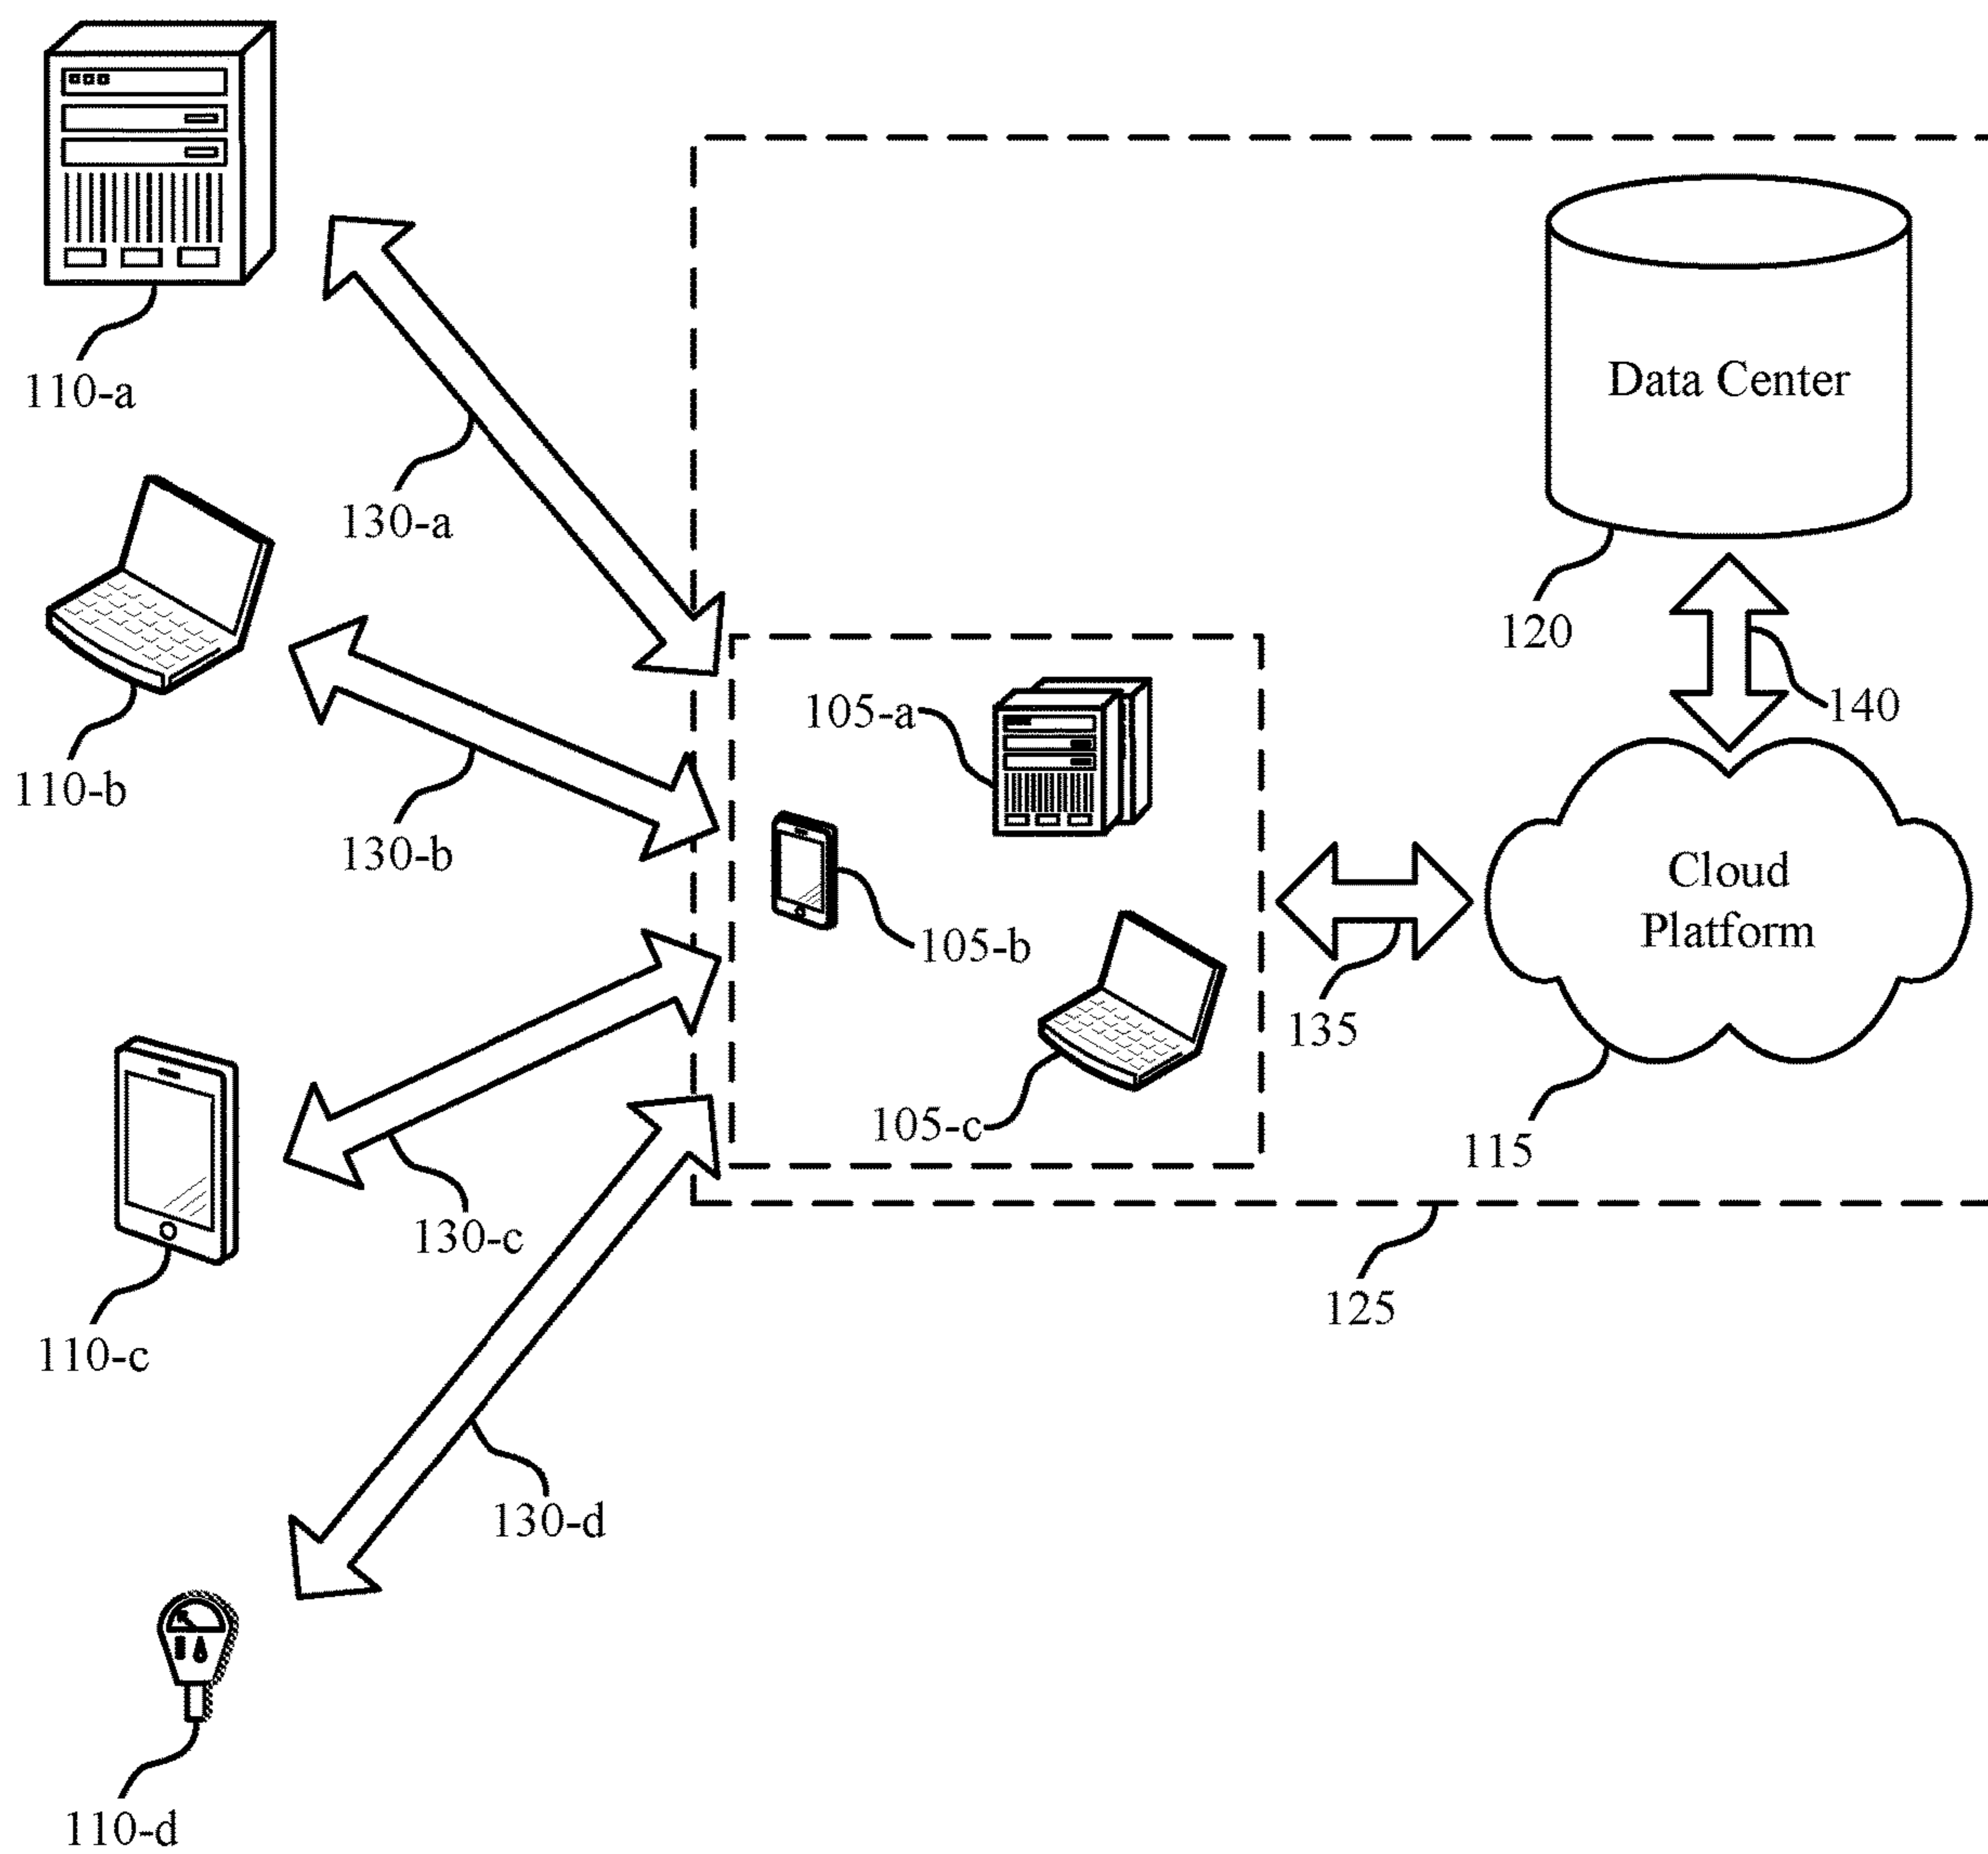 110-a
130-a
Data Center
120
140
105-a
110-b
130-b
105-b
Cloud
Platform
135
105-c
115
130-c
125
110-c
130-d
110-d